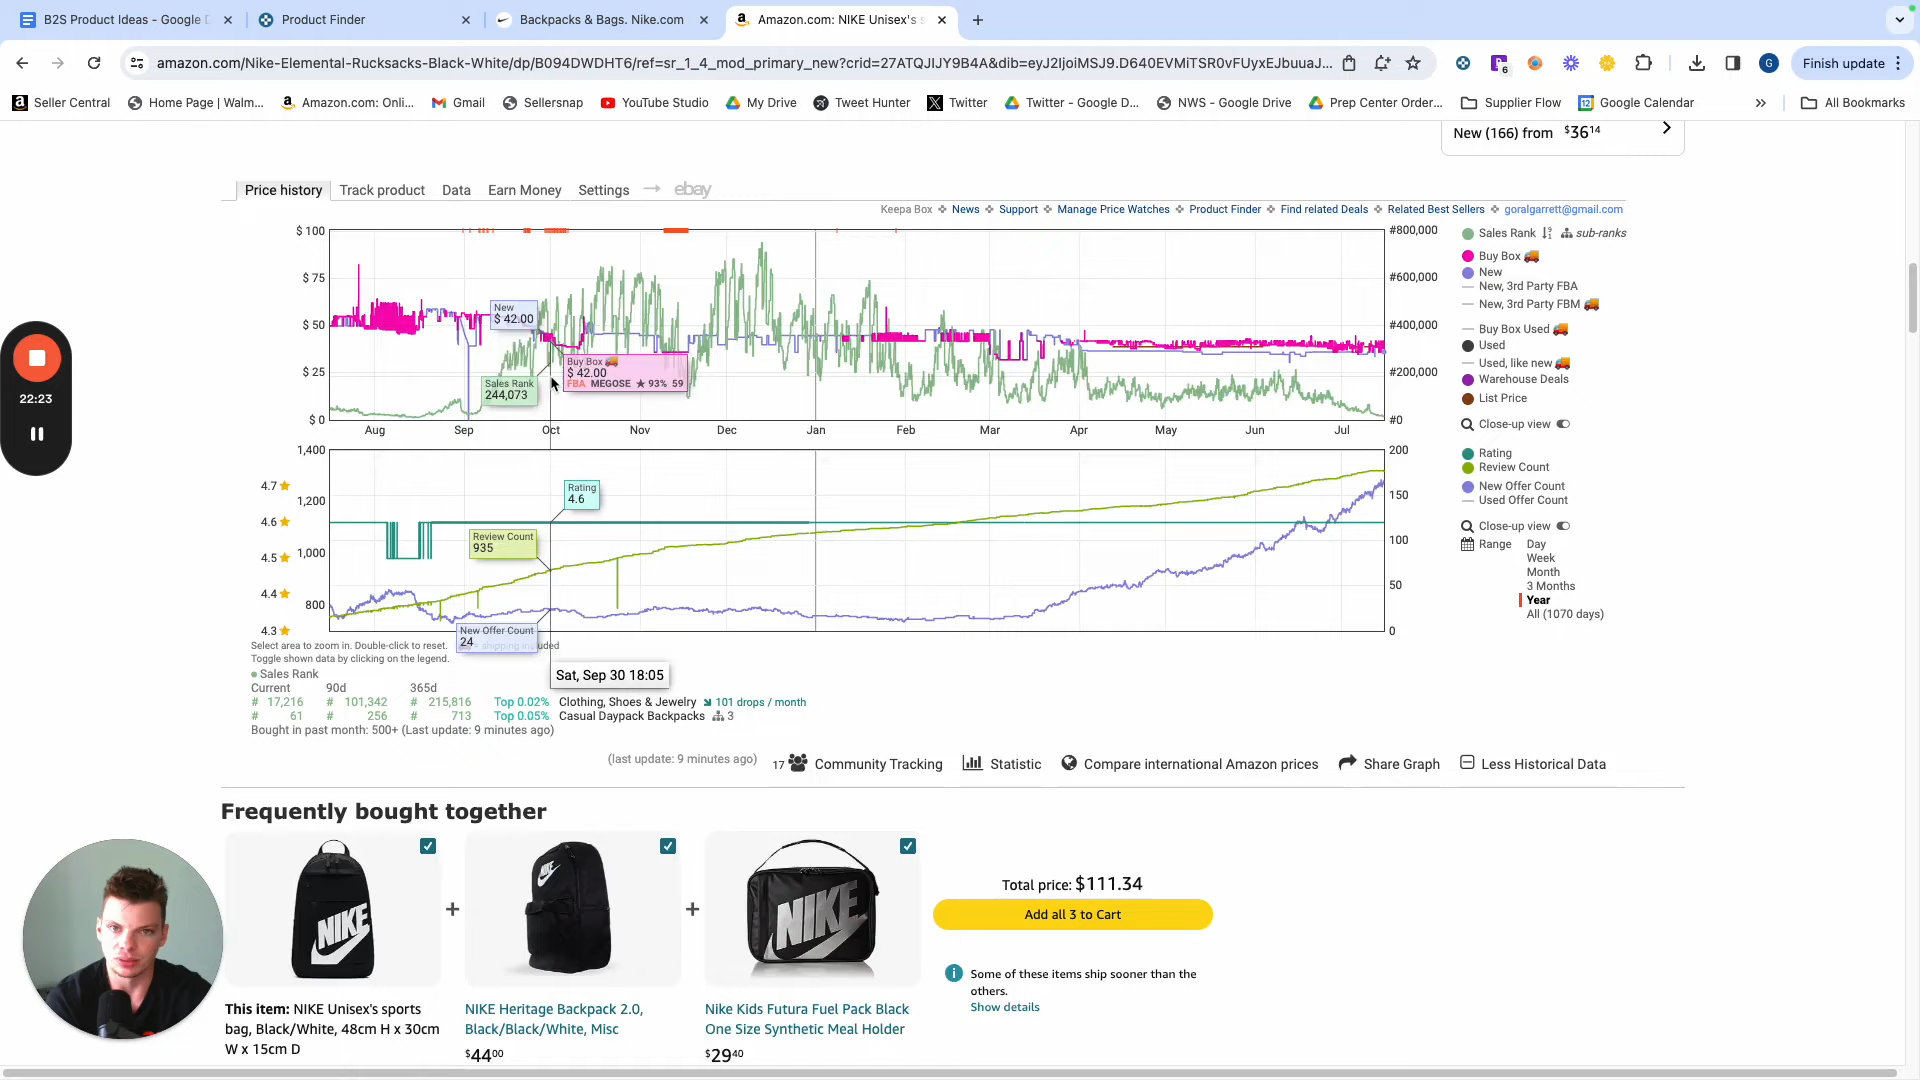 B2S Product Ideas - Google D
Product Finder
Backpacks & Bags. Nike.com
Amazon.com: NIKE Unisex's s
amazon.com/Nike-Elemental-Rucksacks-Black-White/dp/B094DWDHT6/ref=sr_1_4_mod_primary_new?crid=27ATQJIJY9B4A&dib=eyJ2IjoiMSJ9.D640EVMiTSR0vFUyxEJbuuaJ...
6
G
Finish update
Seller Central
Home Page | Walm...
Amazon.com: Onli...
Gmail
Sellersnap
YouTube Studio
My Drive
Tweet Hunter
Twitter
Twitter - Google D...
NWS - Google Drive
Prep Center Order...
Supplier Flow
Google Calendar
All Bookmarks
New (166) from $36 14
Price history
Track product
Data
Earn Money
Settings
ebay
Keepa Box
News
Support
Manage Price Watches
Product Finder
Find related Deals
Related Best Sellers
goralgarrett@gmail.com
$ 100
$ 75
$ 50
$ 25
$ 0
#800,000
#600,000
#400,000
#200,000
#0
Aug Sep Oct Nov Dec Jan Feb Mar Apr May Jun Jul
New
$ 42.00
Buy Box
$ 42.00
FBA MEGOSE ★ 93% 59
Sales Rank
244,073
Sales Rank sub-ranks
Buy Box
New
New, 3rd Party FBA
New, 3rd Party FBM
Buy Box Used
Used
Used, like new
Warehouse Deals
List Price
Close-up view
22:23
1,400
1,200
1,000
800
4.7
4.6
4.5
4.4
4.3
200
150
100
50
0
Rating
4.6
Review Count
935
New Offer Count
24
Rating
Review Count
New Offer Count
Used Offer Count
Close-up view
Range
Day
Week
Month
3 Months
Year
All (1070 days)
Select area to zoom in. Double-click to reset. = shipping included
Toggle shown data by clicking on the legend.
Sat, Sep 30 18:05
Sales Rank
Current 90d 365d
# 17,216 # 101,342 # 215,816 Top 0.02% Clothing, Shoes & Jewelry 101 drops / month
# 61 # 256 # 713 Top 0.05% Casual Daypack Backpacks 3
Bought in past month: 500+ (Last update: 9 minutes ago)
(last update: 9 minutes ago)
17 Community Tracking
Statistic
Compare international Amazon prices
Share Graph
Less Historical Data
Frequently bought together
NIKE
NIKE
NIKE
+
+
Total price: $111.34
Add all 3 to Cart
Some of these items ship sooner than the
others.
Show details
This item: NIKE Unisex's sports
bag, Black/White, 48cm H x 30cm
W x 15cm D
NIKE Heritage Backpack 2.0,
Black/Black/White, Misc
$44 00
Nike Kids Futura Fuel Pack Black
One Size Synthetic Meal Holder
$29 40